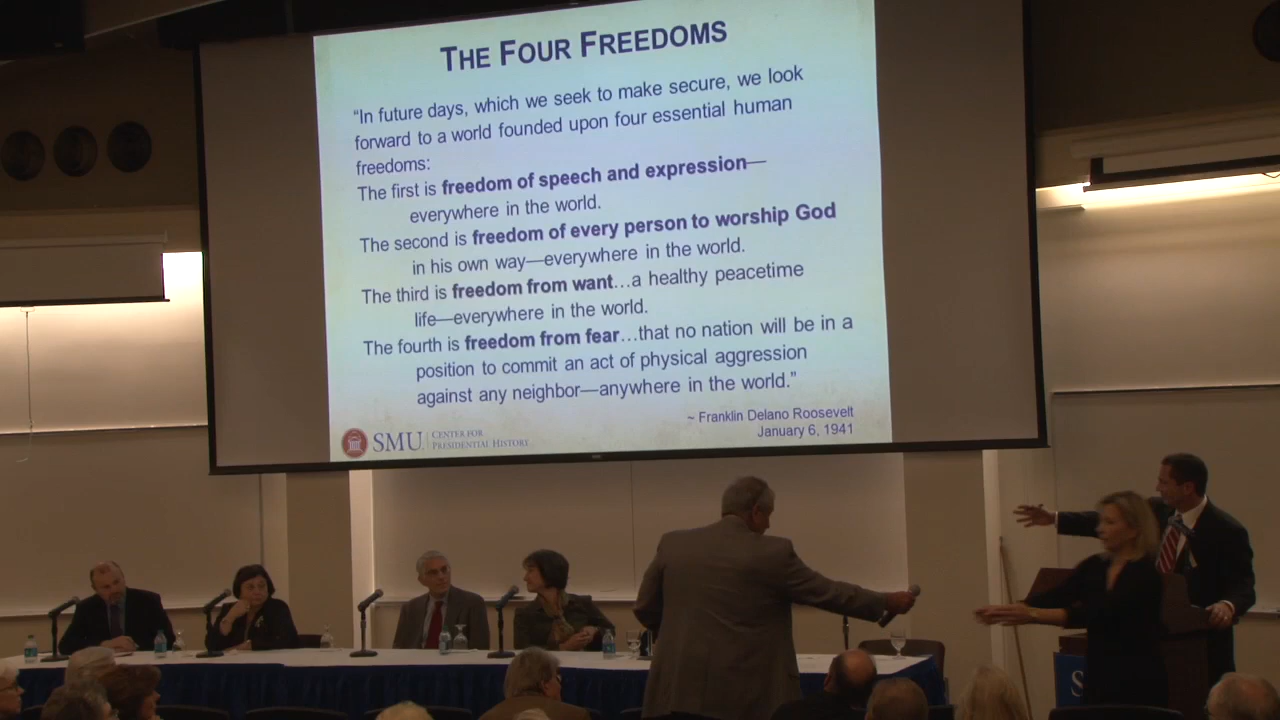 THE FOUR FREEDOMS
“In future days, which we seek to make secure, we look
forward to a world founded upon four essential human
freedoms:
The first is freedom of speech and expression—
everywhere in the world.
The second is freedom of every person to worship God
in his own way—everywhere in the world.
The third is freedom from want…a healthy peacetime
life—everywhere in the world.
The fourth is freedom from fear…that no nation will be in a
position to commit an act of physical aggression
against any neighbor—anywhere in the world.”
~ Franklin Delano Roosevelt
January 6, 1941
SMU
CENTER FOR
PRESIDENTIAL HISTORY
S